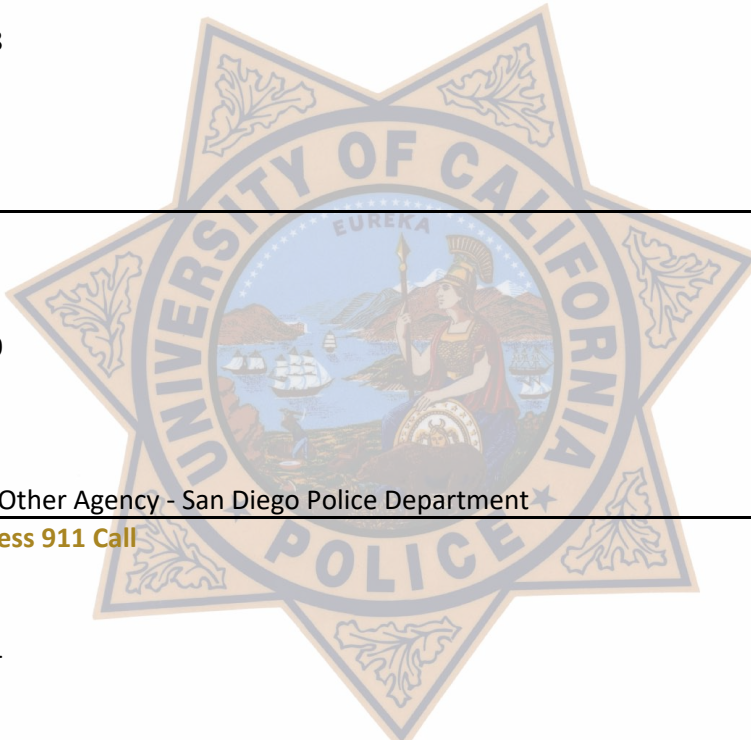 UNIVERSITY OF CALIFORNIA
EUREKA
Other Agency - San Diego Police Department
ess 911 Call
POLICE